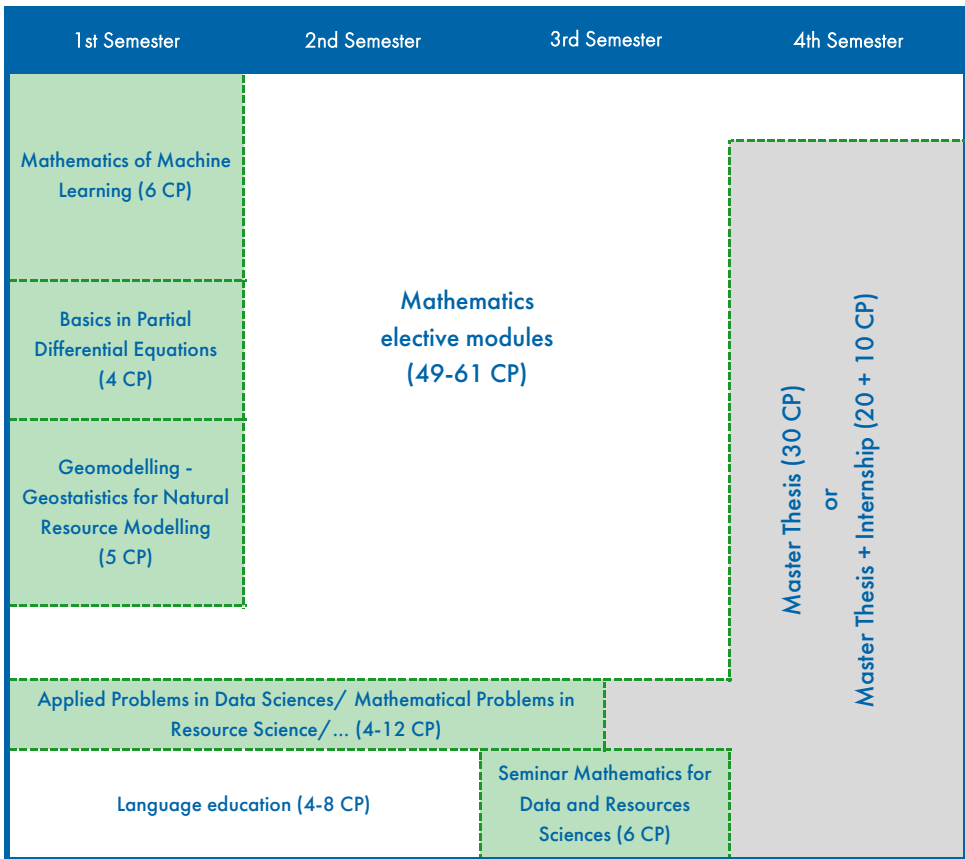 1st Semester
2nd Semester
3rd Semester
4th Semester
Mathematics of Machine
Learning (6 CP)
Basics in Partial
Differential Equations
(4 CP)
Geomodelling -
Geostatistics for Natural
Resource Modelling
(5 CP)
Mathematics
elective modules
(49-61 CP)
Master Thesis (30 CP)
or
Master Thesis + Internship (20 + 10 CP)
Applied Problems in Data Sciences/ Mathematical Problems in
Resource Science/... (4-12 CP)
Language education (4-8 CP)
Seminar Mathematics for
Data and Resources
Sciences (6 CP)